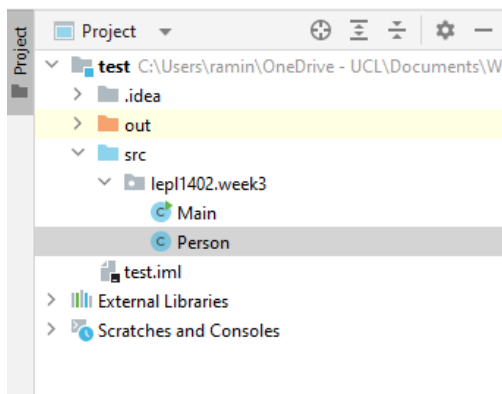 Project
Project
test C:\Users\ramin\OneDrive - UCL\Documents\W
.idea
out
src
lepl1402.week3
Main
Person
test.iml
External Libraries
Scratches and Consoles